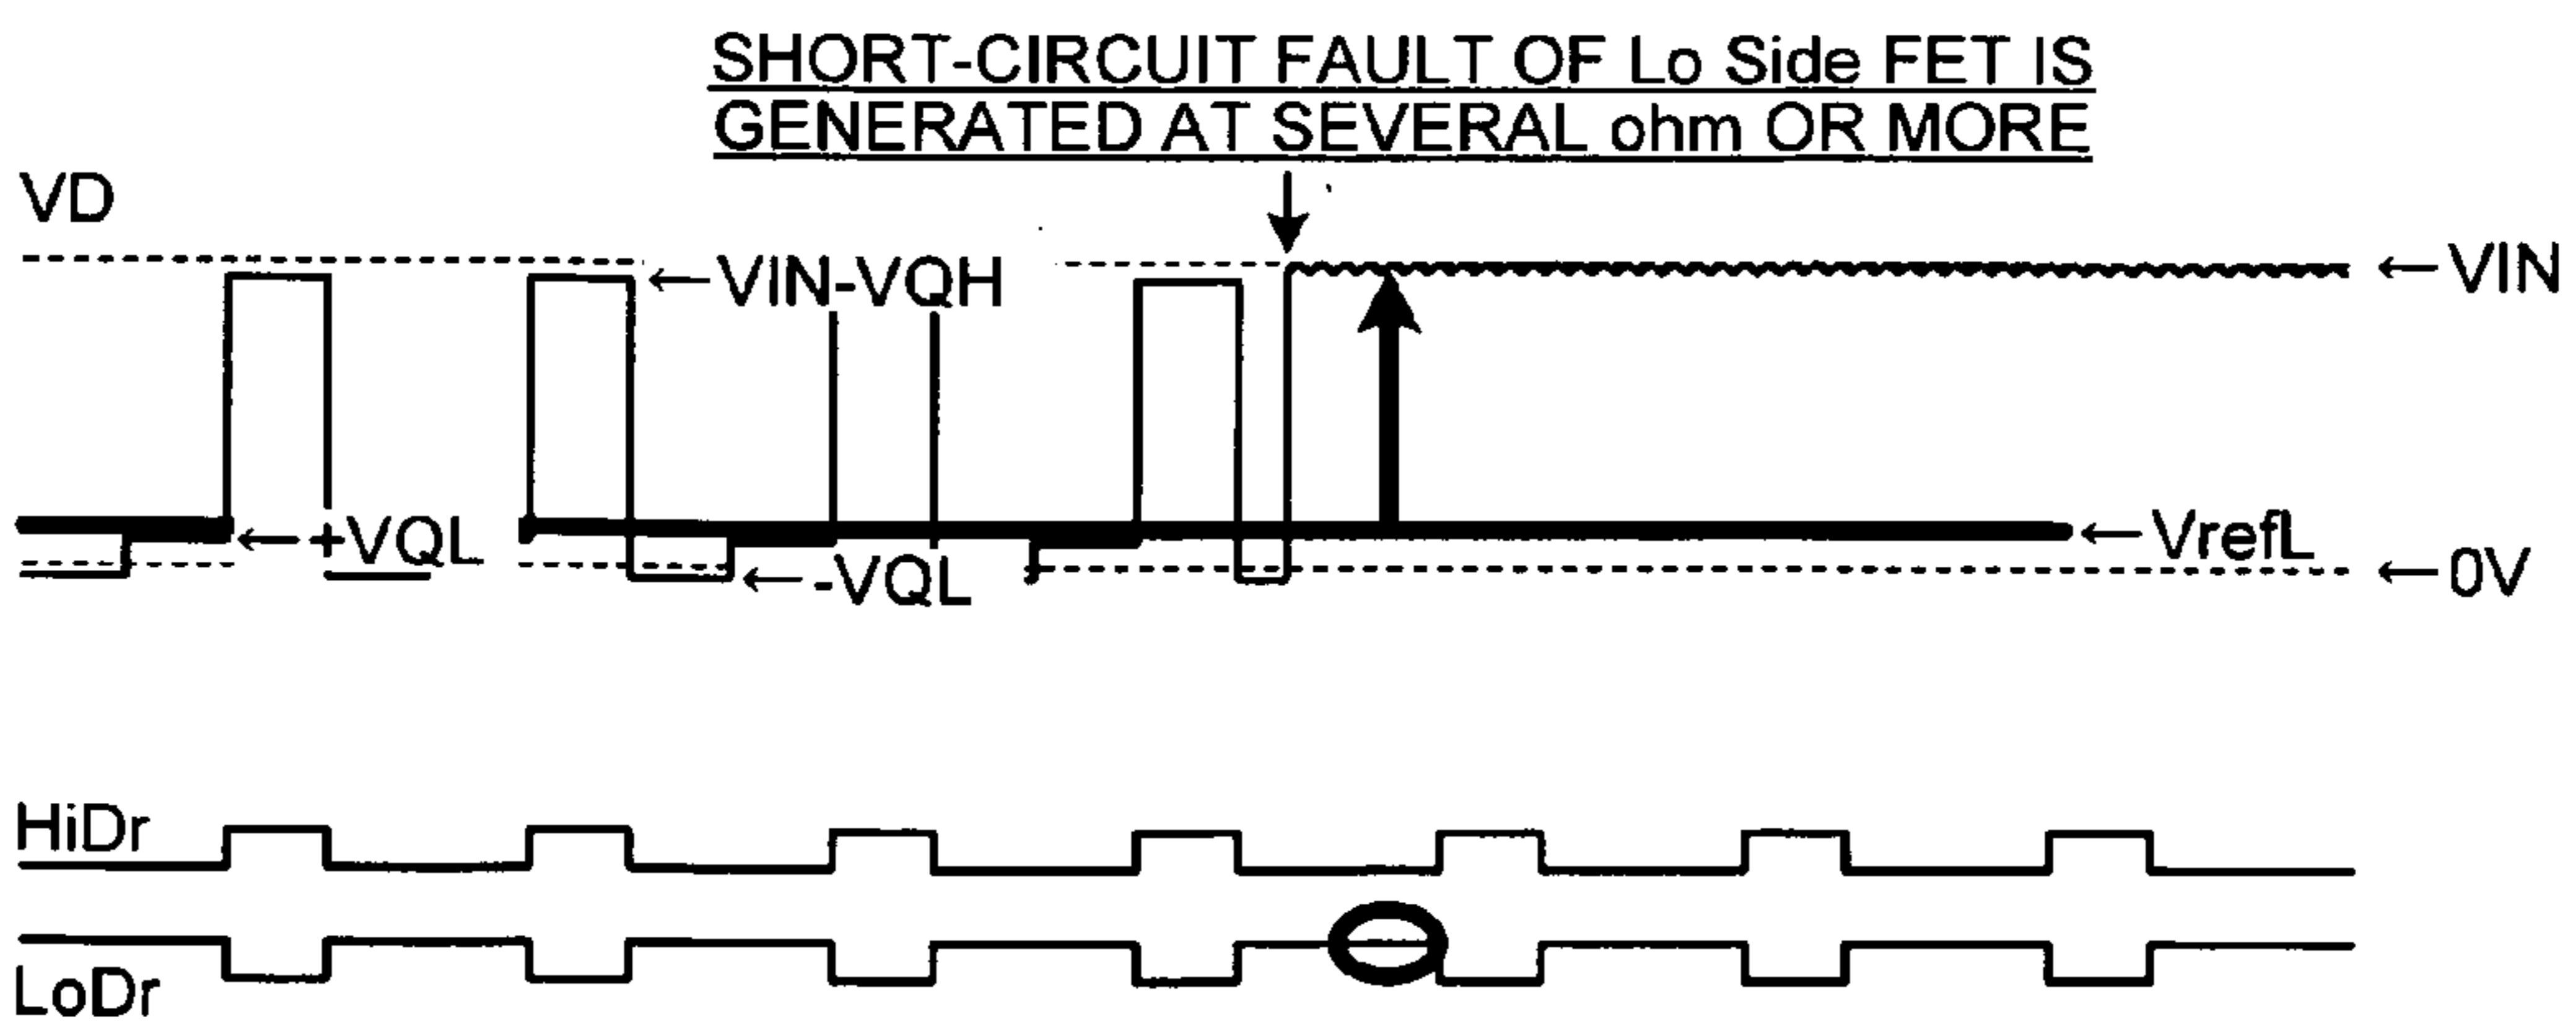 SHORT-CIRCUIT FAULT OF Lo Side FET IS
GENERATED AT SEVERAL ohm OR MORE
VD
VIN-VQH
VIN
+VQL
VrefL
-VQL
0V
HiDr
LoDr